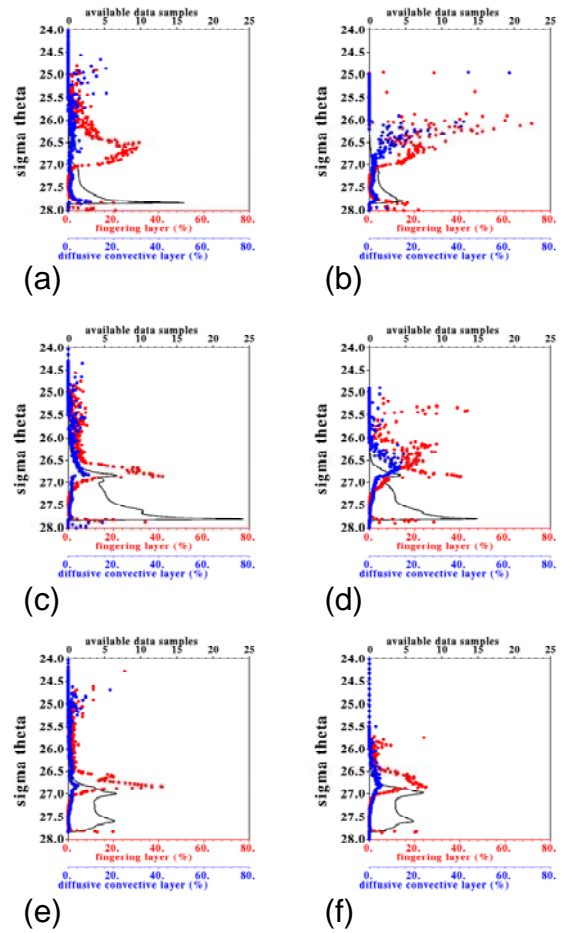 available data samples
0 5 10 15 25
24.0
24.5
25.0
25.5
26.0
26.5
27.0
27.5
28.0
sigma theta
0. 20. 40. 60. 80.
fingering layer (%)
0. 20. 40. 60. 80.
diffusive convective layer (%)
(a)
available data samples
0 5 10 15 25
24.0
24.5
25.0
25.5
26.0
26.5
27.0
27.5
28.0
sigma theta
0. 20. 40. 60. 80.
fingering layer (%)
0. 20. 40. 60. 80.
diffusive convective layer (%)
(b)
available data samples
0 5 10 15 25
24.0
24.5
25.0
25.5
26.0
26.5
27.0
27.5
28.0
sigma theta
0. 20. 40. 60. 80.
fingering layer (%)
0. 20. 40. 60. 80.
diffusive convective layer (%)
(c)
available data samples
0 5 10 15 25
24.0
24.5
25.0
25.5
26.0
26.5
27.0
27.5
28.0
sigma theta
0. 20. 40. 60. 80.
fingering layer (%)
0. 20. 40. 60. 80.
diffusive convective layer (%)
(d)
available data samples
0 5 10 15 25
24.0
24.5
25.0
25.5
26.0
26.5
27.0
27.5
28.0
sigma theta
0. 20. 40. 60. 80.
fingering layer (%)
0. 20. 40. 60. 80.
diffusive convective layer (%)
(e)
available data samples
0 5 10 15 25
24.0
24.5
25.0
25.5
26.0
26.5
27.0
27.5
28.0
sigma theta
0. 20. 40. 60. 80.
fingering layer (%)
0. 20. 40. 60. 80.
diffusive convective layer (%)
(f)